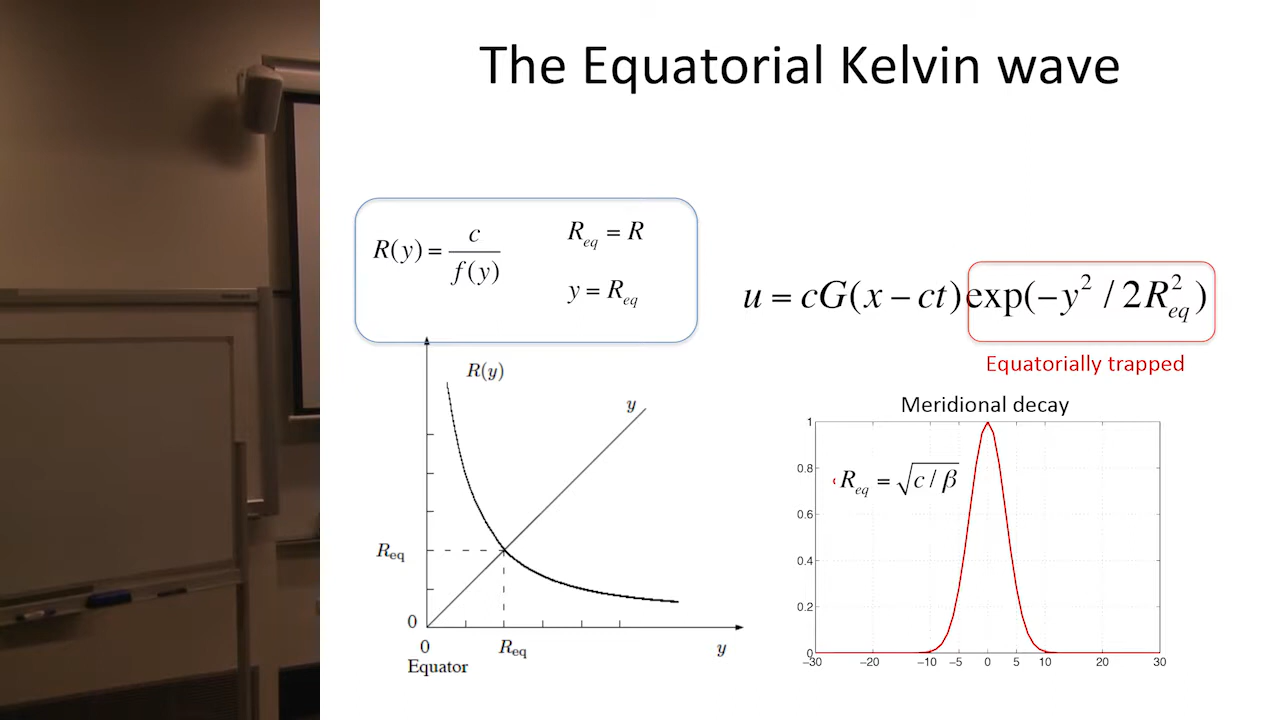 The Equatorial Kelvin wave
R(y) = c / f(y)
R_eq = R
y = R_eq
u = cG(x − ct)exp(−y² / 2R²_eq)
Equatorially trapped
R(y)
y
R_eq
0
0
R_eq
y
Equator
Meridional decay
R_eq = √c / β
1
0.8
0.6
0.4
0.2
0
−30 −20 −10 −5 0 5 10 20 30